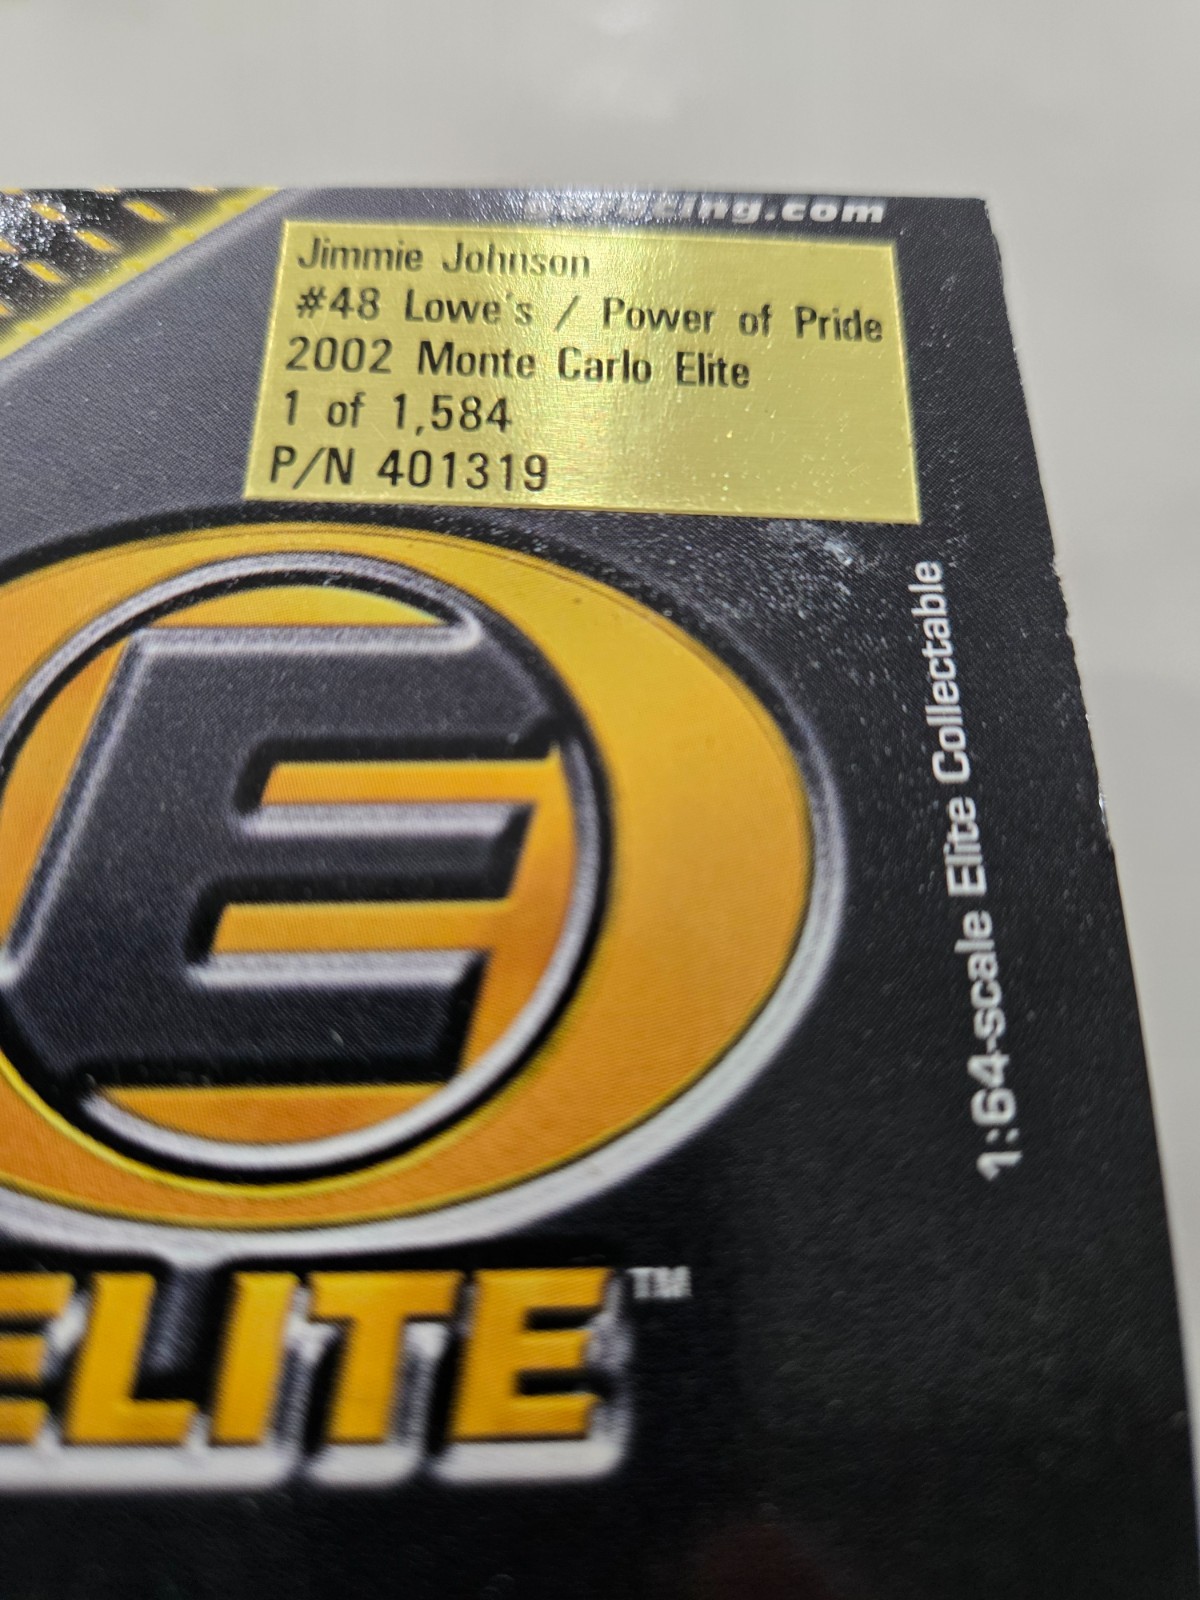 Jimmie Johnson
#48 Lowe's / Power of Pride
2002 Monte Carlo Elite
1 of 1,584
P/N 401319
1:64-scale Elite Collectable
E
ELITE™